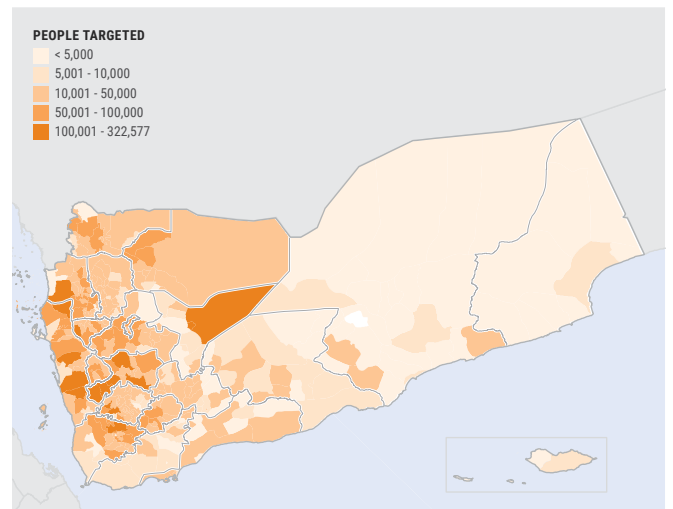 PEOPLE TARGETED
< 5,000
5,001 - 10,000
10,001 - 50,000
50,001 - 100,000
100,001 - 322,577